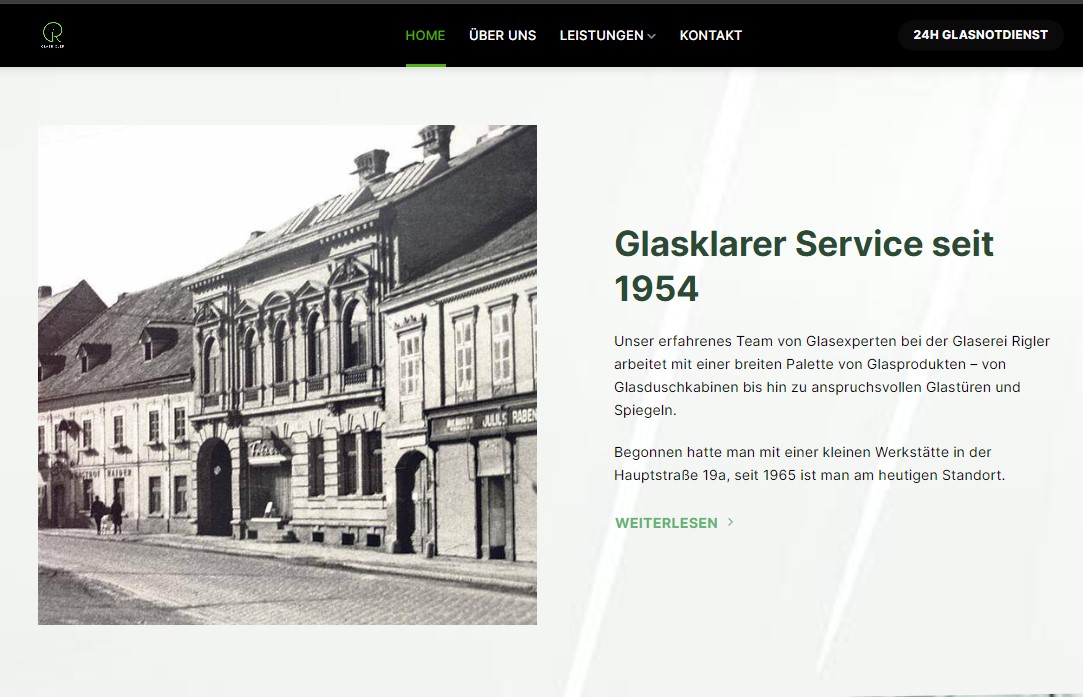 HOME
ÜBER UNS
LEISTUNGEN
KONTAKT
24H GLASNOTDIENST
Glasklarer Service seit
1954
Unser erfahrenes Team von Glasexperten bei der Glaserei Rigler
arbeitet mit einer breiten Palette von Glasprodukten – von
Glasduschkabinen bis hin zu anspruchsvollen Glastüren und
Spiegeln.
Begonnen hatte man mit einer kleinen Werkstätte in der
Hauptstraße 19a, seit 1965 ist man am heutigen Standort.
WEITERLESEN
JULIUS RABEN